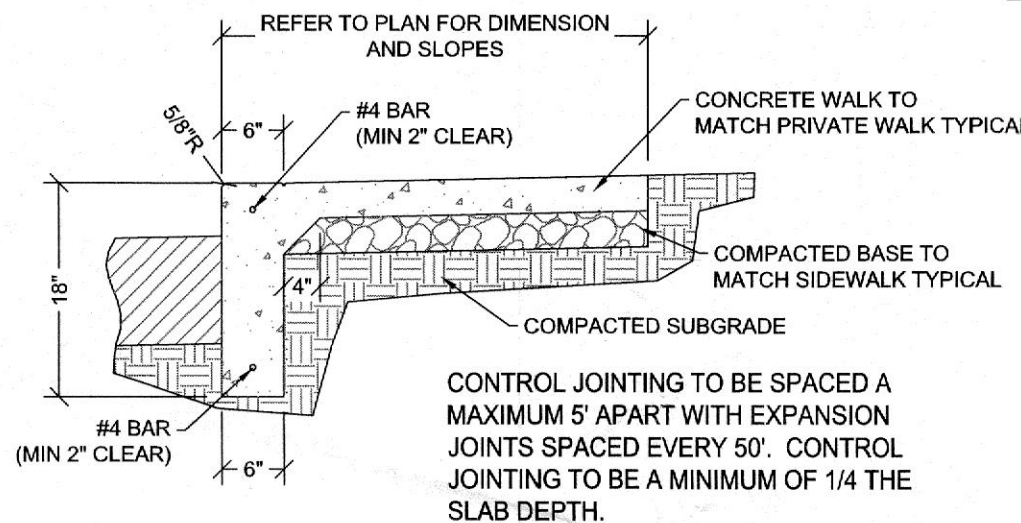 REFER TO PLAN FOR DIMENSION
AND SLOPES
5/8"R
6"
#4 BAR
(MIN 2" CLEAR)
CONCRETE WALK TO
MATCH PRIVATE WALK TYPICAL
18"
4"
COMPACTED BASE TO
MATCH SIDEWALK TYPICAL
COMPACTED SUBGRADE
#4 BAR
(MIN 2" CLEAR)
6"
CONTROL JOINTING TO BE SPACED A
MAXIMUM 5' APART WITH EXPANSION
JOINTS SPACED EVERY 50'. CONTROL
JOINTING TO BE A MINIMUM OF 1/4 THE
SLAB DEPTH.